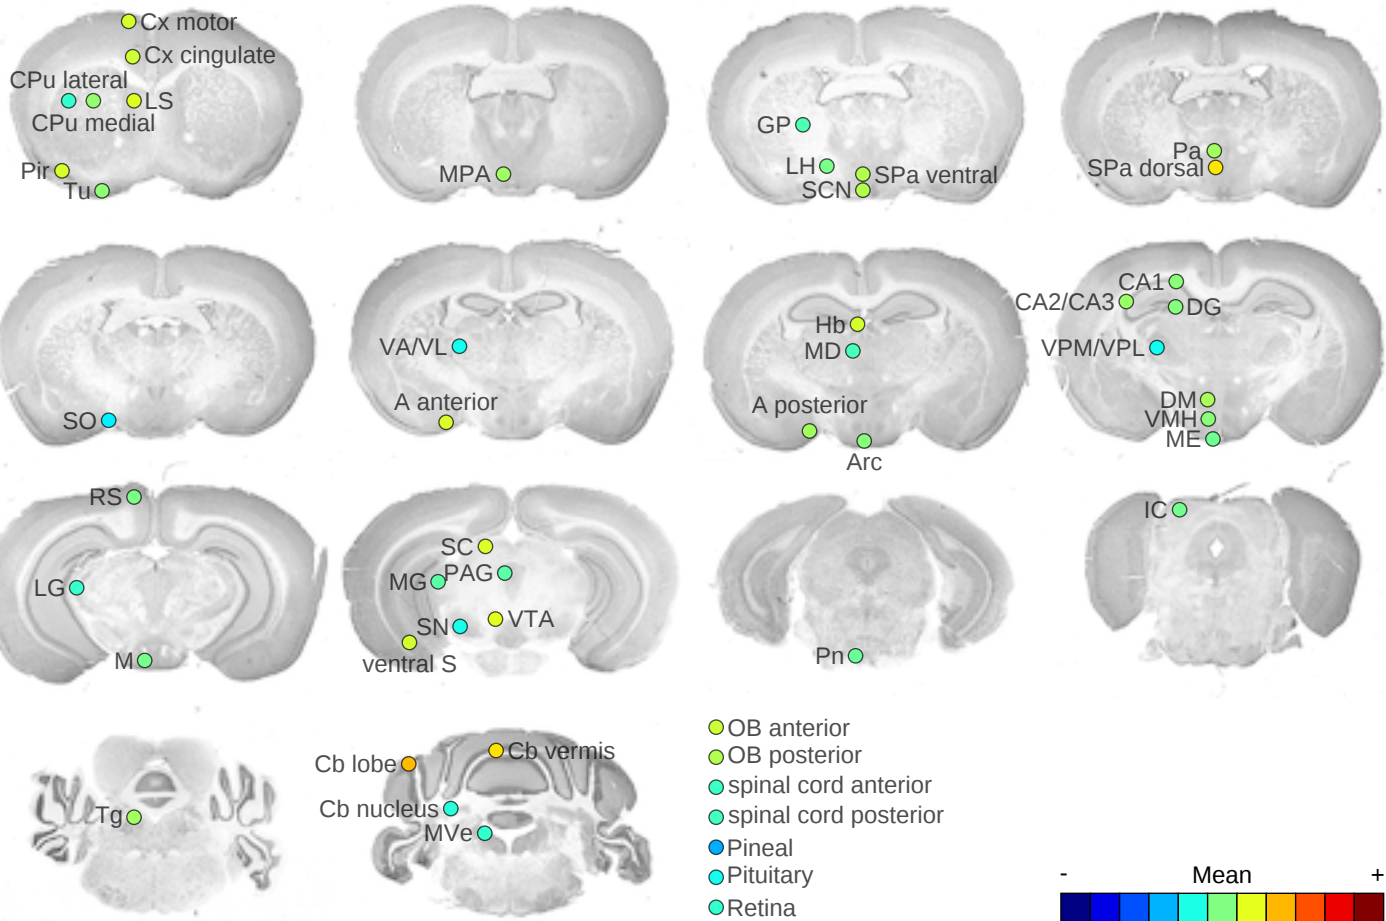 Cx motor
Cx cingulate
CPu lateral
LS
CPu medial
Pir
Tu
MPA
GP
LH
SPa ventral
SCN
Pa
SPa dorsal
SO
VA/VL
A anterior
Hb
MD
A posterior
Arc
CA1
CA2/CA3
DG
VPM/VPL
DM
VMH
ME
RS
LG
M
SC
MG
PAG
SN
VTA
ventral S
Pn
IC
Tg
Cb lobe
Cb vermis
Cb nucleus
MVe
OB anterior
OB posterior
spinal cord anterior
spinal cord posterior
Pineal
Pituitary
Retina
- Mean +